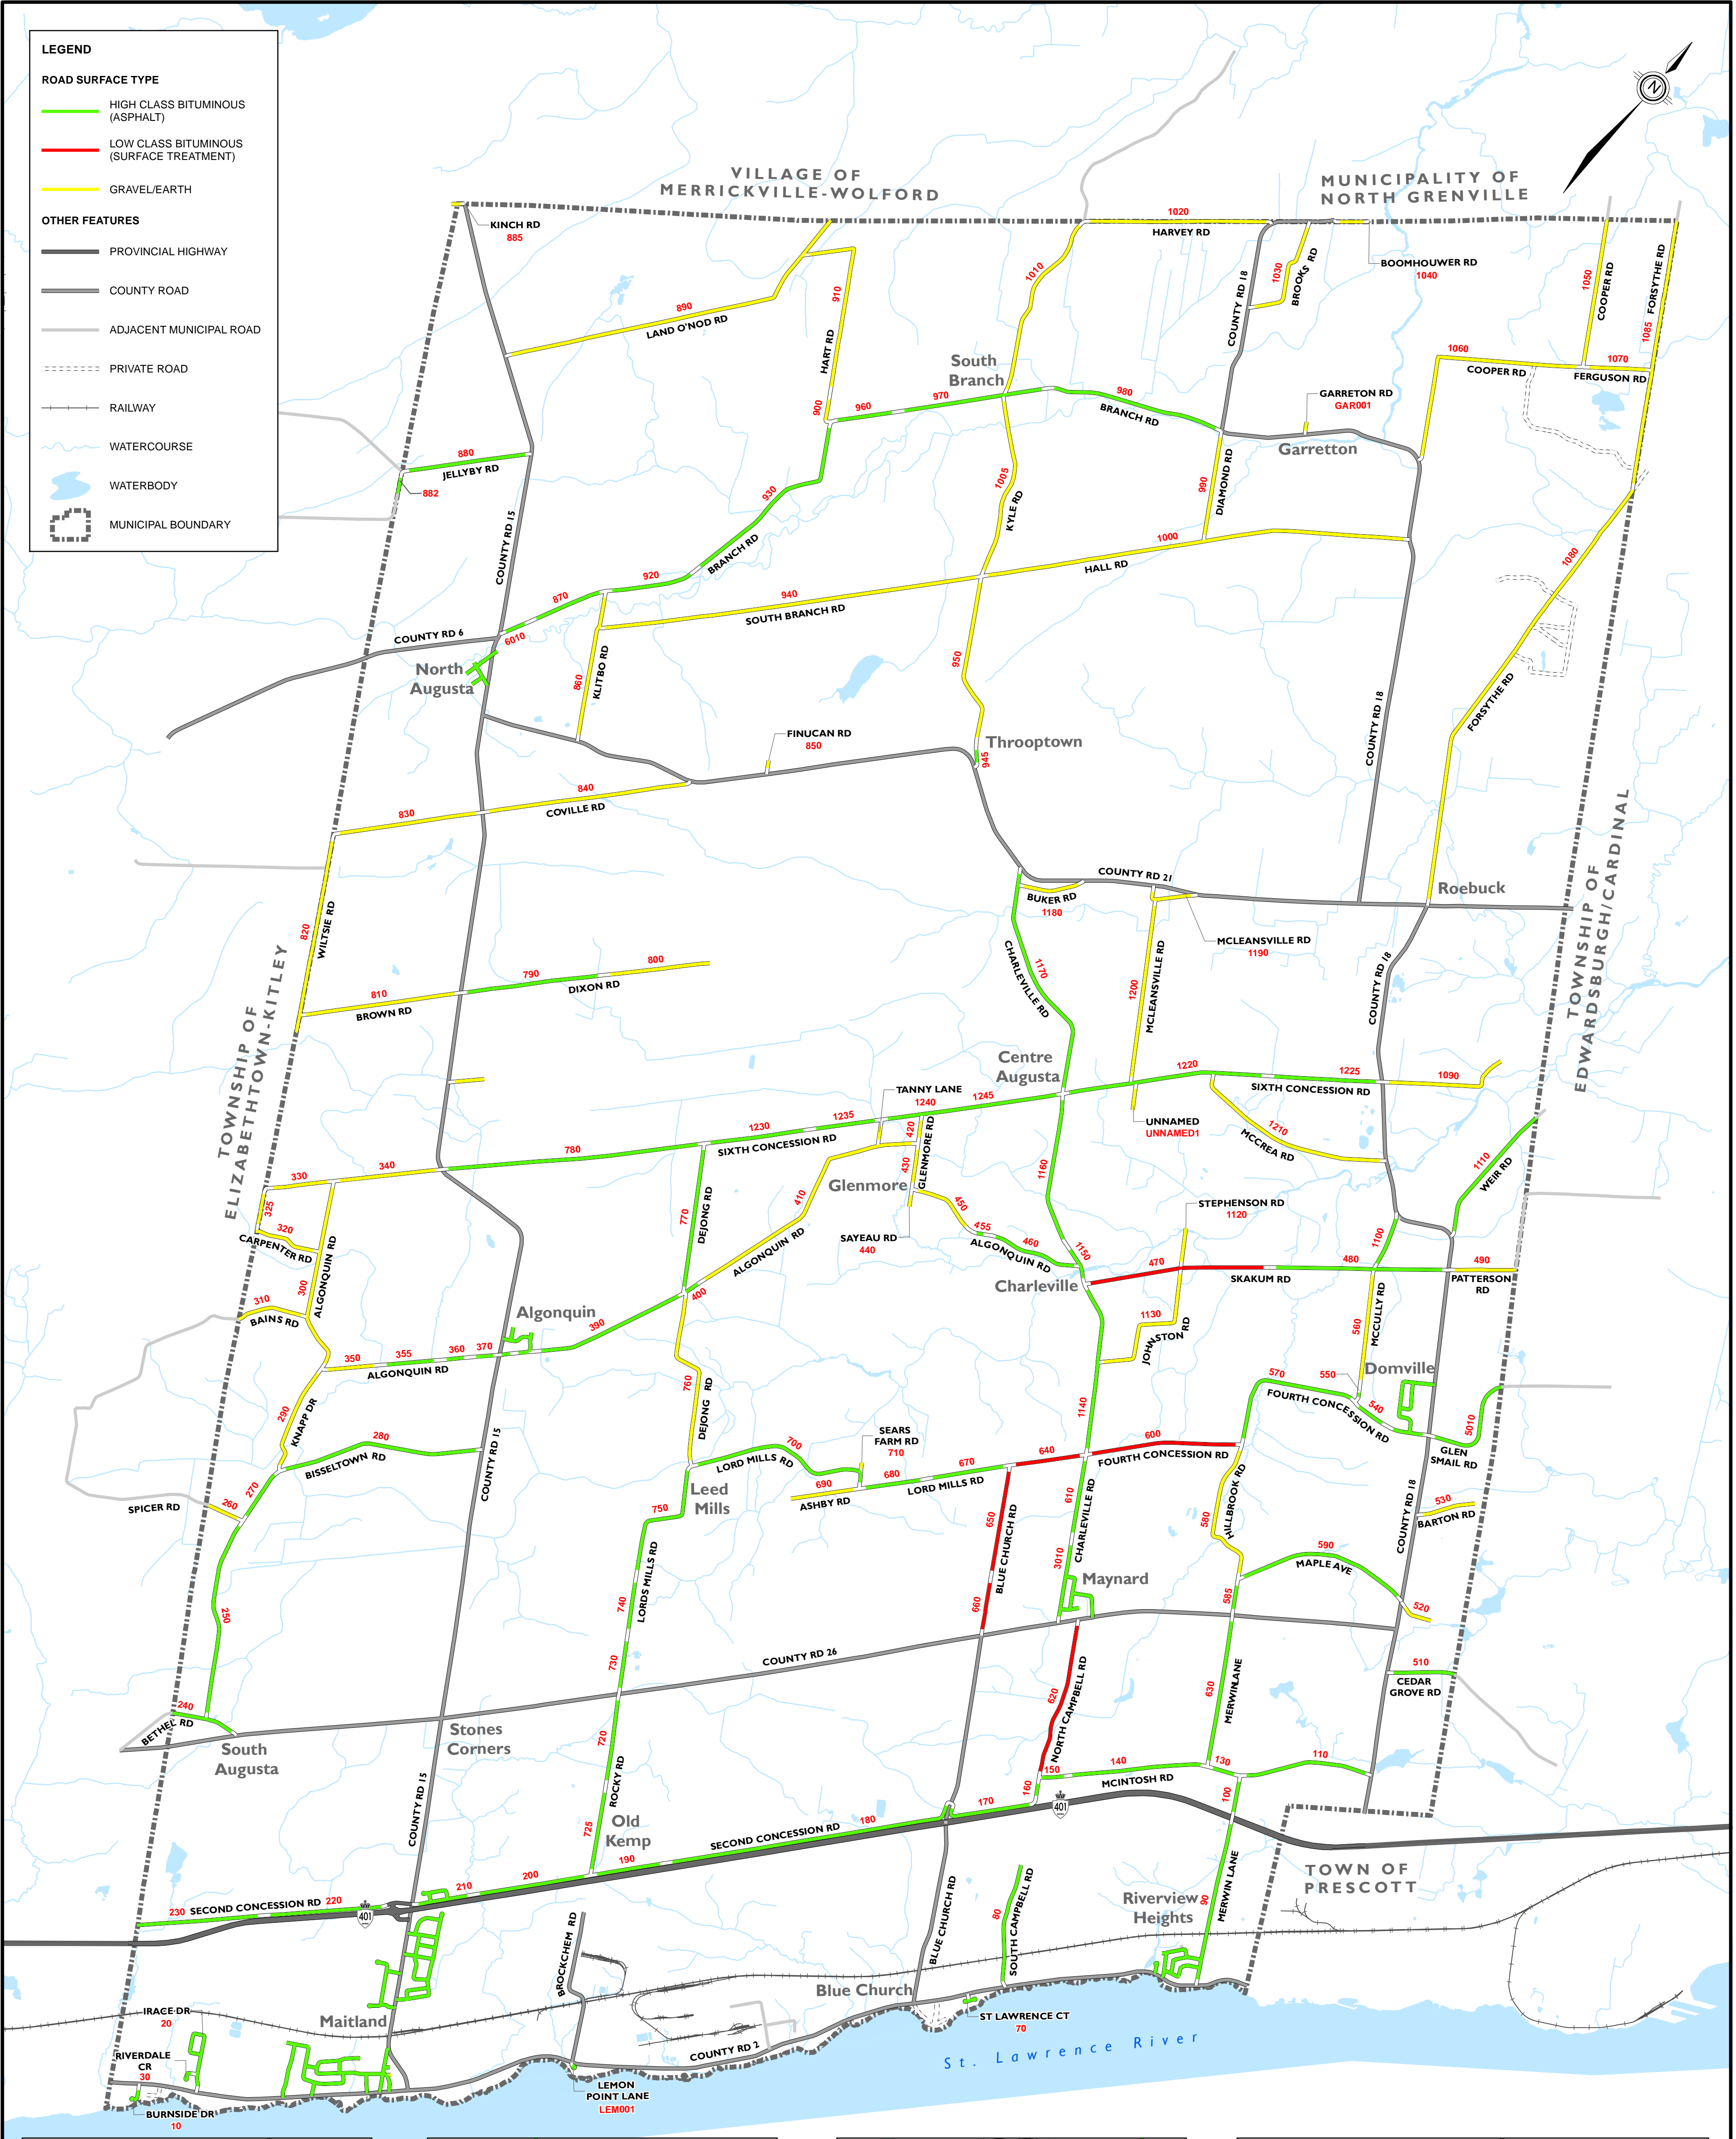 LEGEND
ROAD SURFACE TYPE
HIGH CLASS BITUMINOUS
(ASPHALT)
LOW CLASS BITUMINOUS
(SURFACE TREATMENT)
GRAVEL/EARTH
OTHER FEATURES
PROVINCIAL HIGHWAY
COUNTY ROAD
ADJACENT MUNICIPAL ROAD
PRIVATE ROAD
RAILWAY
WATERCOURSE
WATERBODY
MUNICIPAL BOUNDARY
N
VILLAGE OF
MERRICKVILLE-WOLFORD
MUNICIPALITY OF
NORTH GRENVILLE
KINCH RD
885
1020
HARVEY RD
1010
1030
BROOKS RD
BOOMHOUWER RD
1040
COUNTY RD 18
1050
COOPER RD
FORSYTHE RD
1085
890
LAND O'NOD RD
910
HART RD
900
South
Branch
960
970
980
BRANCH RD
GARRETON RD
GAR001
Garretton
1060
COOPER RD
1070
FERGUSON RD
880
JELLYBY RD
882
COUNTY RD 15
930
BRANCH RD
1005
KYLE RD
990
DIAMOND RD
1000
HALL RD
1080
920
870
940
SOUTH BRANCH RD
COUNTY RD 6
6010
North
Augusta
860
KLITBO RD
950
FORSYTHE RD
COUNTY RD 18
FINUCAN RD
850
Throoptown
945
840
COVILLE RD
830
COUNTY RD 21
BUKER RD
1180
Roebuck
820
WILTSIE RD
MCLEANSVILLE RD
1190
1170
CHARLEVILLE RD
1200
MCLEANSVILLE RD
COUNTY RD 18
TOWNSHIP OF
EDWARDSBURGH/CARDINAL
790
800
DIXON RD
810
BROWN RD
TOWNSHIP OF
ELIZABETHTOWN-KITLEY
Centre
Augusta
1220
1225
1090
SIXTH CONCESSION RD
TANNY LANE
1240
1245
1235
1230
SIXTH CONCESSION RD
780
UNNAMED
UNNAMED1
1210
MCCREA RD
420
GLENMORE RD
430
Glenmore
1160
1110
WEIR RD
340
330
325
320
CARPENTER RD
ALGONQUIN RD
300
770
DEJONG RD
410
ALGONQUIN RD
SAYEAU RD
440
450
455
460
ALGONQUIN RD
1150
STEPHENSON RD
1120
1100
470
SKAKUM RD
480
490
PATTERSON
RD
Charleville
310
BAINS RD
Algonquin
400
390
350
355
360
370
ALGONQUIN RD
1130
JOHNSTON RD
560
MCCULLY RD
550
Domville
570
FOURTH CONCESSION RD
540
5010
GLEN
SMAIL RD
760
DEJONG RD
290
KNAPP DR
280
BISSELTOWN RD
1140
SEARS
FARM RD
710
700
LORD MILLS RD
600
FOURTH CONCESSION RD
640
670
680
LORD MILLS RD
690
ASHBY RD
Leed
Mills
750
270
260
SPICER RD
COUNTY RD 15
610
CHARLEVILLE RD
3010
650
BLUE CHURCH RD
660
HILLBROOK RD
580
COUNTY RD 18
530
BARTON RD
590
MAPLE AVE
585
520
Maynard
740
LORDS MILLS RD
730
250
COUNTY RD 26
510
CEDAR
GROVE RD
240
BETHEL RD
South
Augusta
Stones
Corners
720
ROCKY RD
725
620
NORTH CAMPBELL RD
630
MERWIN LANE
140
150
160
MCINTOSH RD
130
110
100
COUNTY RD 15
Old
Kemp
170
401
180
SECOND CONCESSION RD
190
200
210
220
SECOND CONCESSION RD
230
401
TOWN OF
PRESCOTT
BLUE CHURCH RD
80
SOUTH CAMPBELL RD
Riverview
Heights
90
MERWIN LANE
BROCKCHEM RD
Blue Church
IRACE DR
20
Maitland
ST LAWRENCE CT
70
COUNTY RD 2
St. Lawrence River
RIVERDALE
CR
30
LEMON
POINT LANE
LEM001
BURNSIDE DR
10